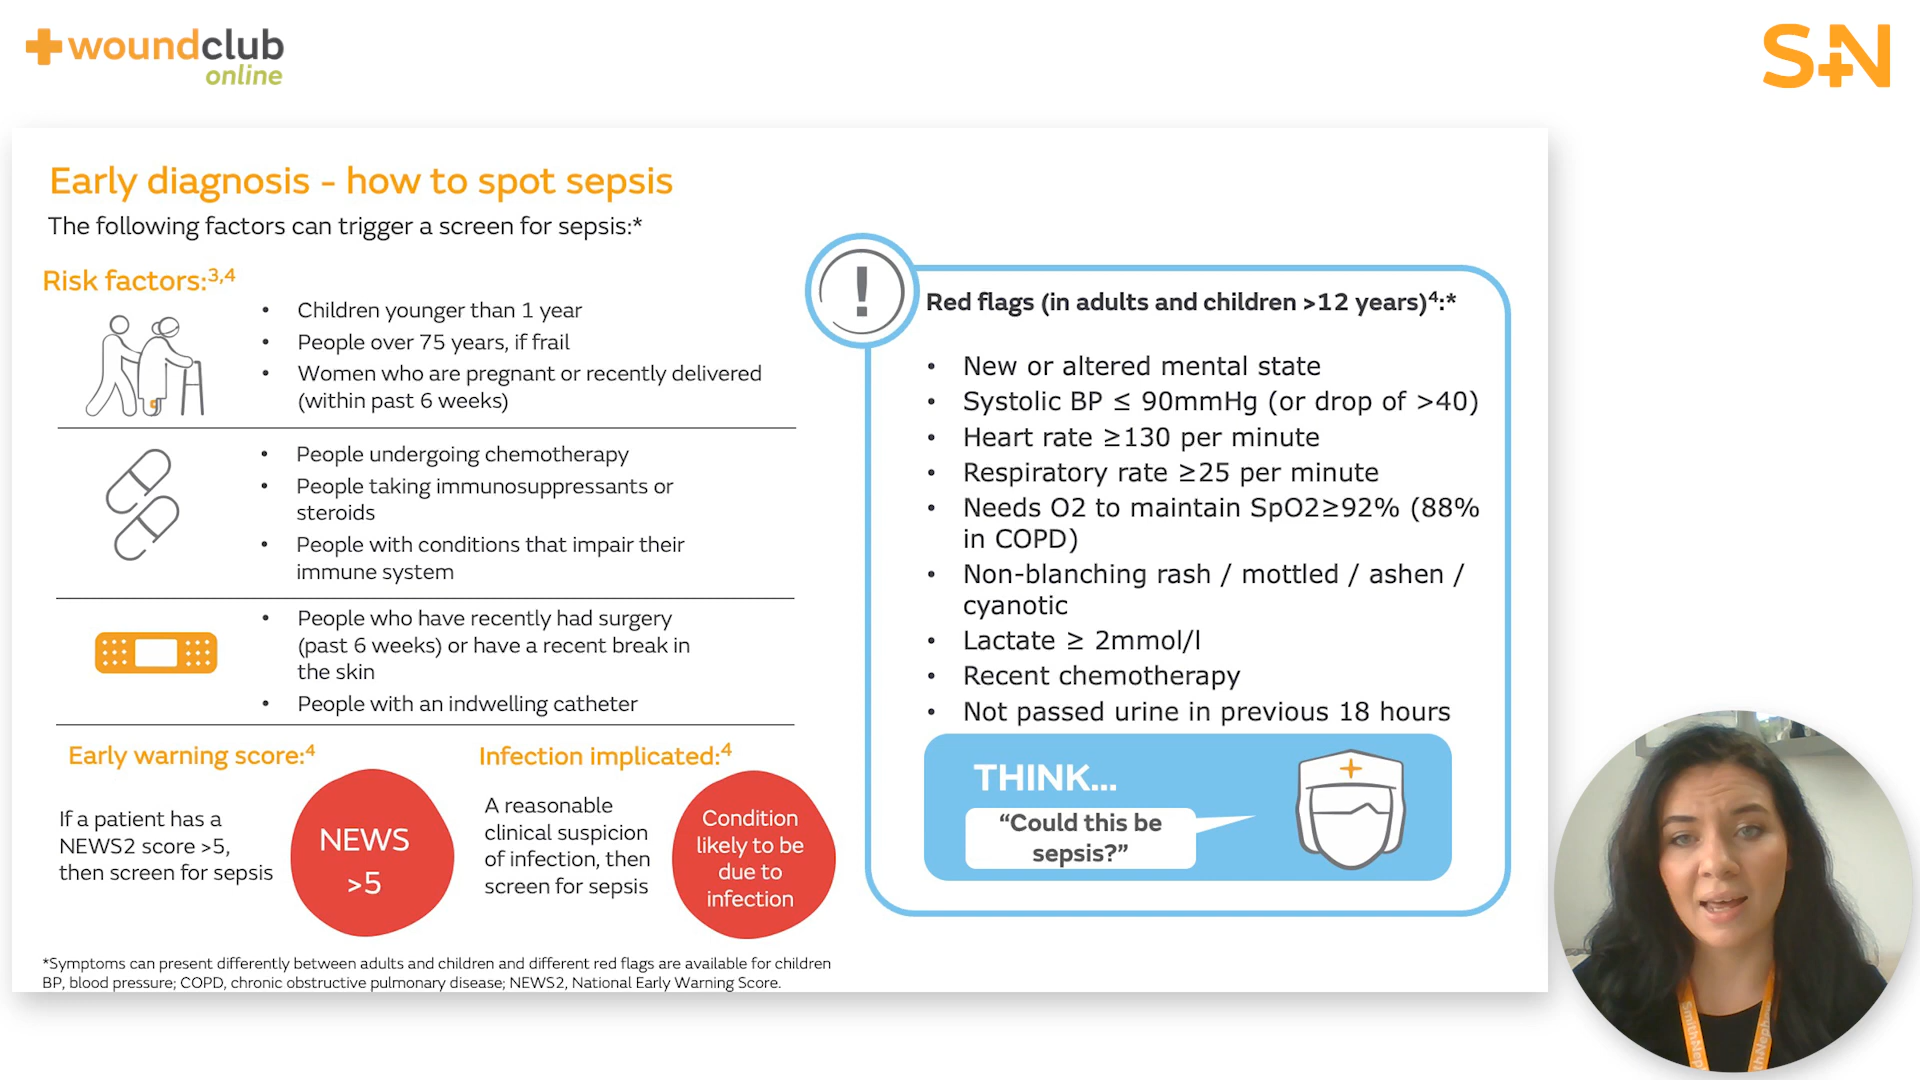 woundclub
online
S+N
Early diagnosis - how to spot sepsis
The following factors can trigger a screen for sepsis:*
Risk factors:3,4
• Children younger than 1 year
• People over 75 years, if frail
• Women who are pregnant or recently delivered
(within past 6 weeks)
• People undergoing chemotherapy
• People taking immunosuppressants or
steroids
• People with conditions that impair their
immune system
• People who have recently had surgery
(past 6 weeks) or have a recent break in
the skin
• People with an indwelling catheter
Early warning score:4
If a patient has a
NEWS2 score >5,
then screen for sepsis
NEWS
>5
Infection implicated:4
A reasonable
clinical suspicion
of infection, then
screen for sepsis
Condition
likely to be
due to
infection
*Symptoms can present differently between adults and children and different red flags are available for children
BP, blood pressure; COPD, chronic obstructive pulmonary disease; NEWS2, National Early Warning Score.
!
Red flags (in adults and children >12 years)4:*
• New or altered mental state
• Systolic BP ≤ 90mmHg (or drop of >40)
• Heart rate ≥130 per minute
• Respiratory rate ≥25 per minute
• Needs O2 to maintain SpO2≥92% (88%
in COPD)
• Non-blanching rash / mottled / ashen /
cyanotic
• Lactate ≥ 2mmol/l
• Recent chemotherapy
• Not passed urine in previous 18 hours
THINK...
“Could this be
sepsis?”
SmithNep
thNeph